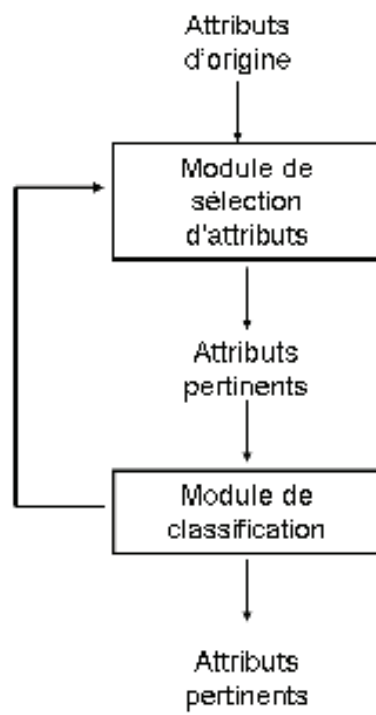 Attributs
d'origine
Module de
sélection
d'attributs
Attributs
pertinents
Module de
classification
Attributs
pertinents